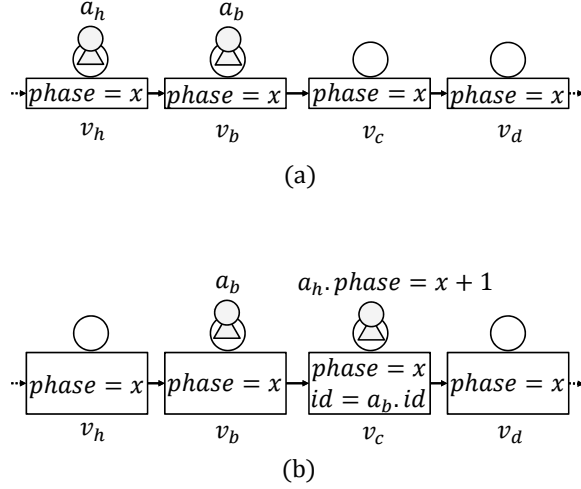 a_h a_b
phase = x phase = x phase = x phase = x
v_h v_b v_c v_d
(a)
a_b a_h.phase = x + 1
phase = x phase = x phase = x phase = x
id = a_b.id
v_h v_b v_c v_d
(b)